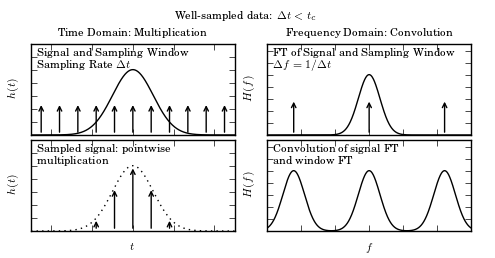 Well-sampled data: Δt < t_c
Time Domain: Multiplication
Frequency Domain: Convolution
Signal and Sampling Window
Sampling Rate Δt
h(t)
FT of Signal and Sampling Window
Δf = 1/Δt
H(f)
Sampled signal: pointwise
multiplication
h(t)
t
Convolution of signal FT
and window FT
H(f)
f